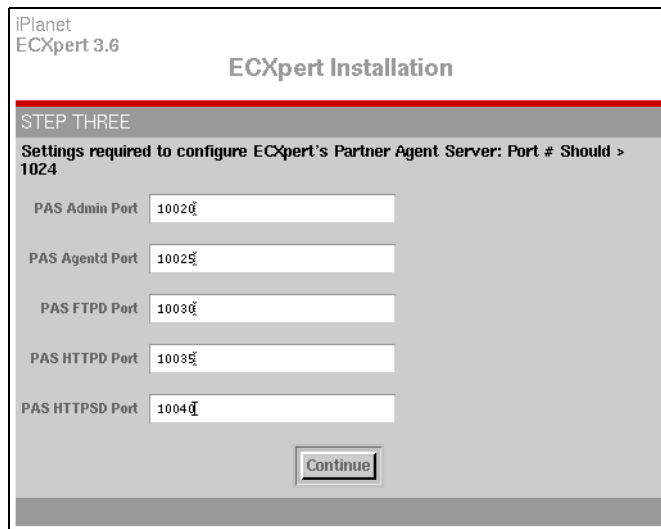 iPlanet
ECXpert 3.6
ECXpert Installation
STEP THREE
Settings required to configure ECXpert's Partner Agent Server: Port # Should >
1024
PAS Admin Port 10020
PAS Agentd Port 10025
PAS FTPD Port 10030
PAS HTTPD Port 10035
PAS HTTPSD Port 10040
Continue